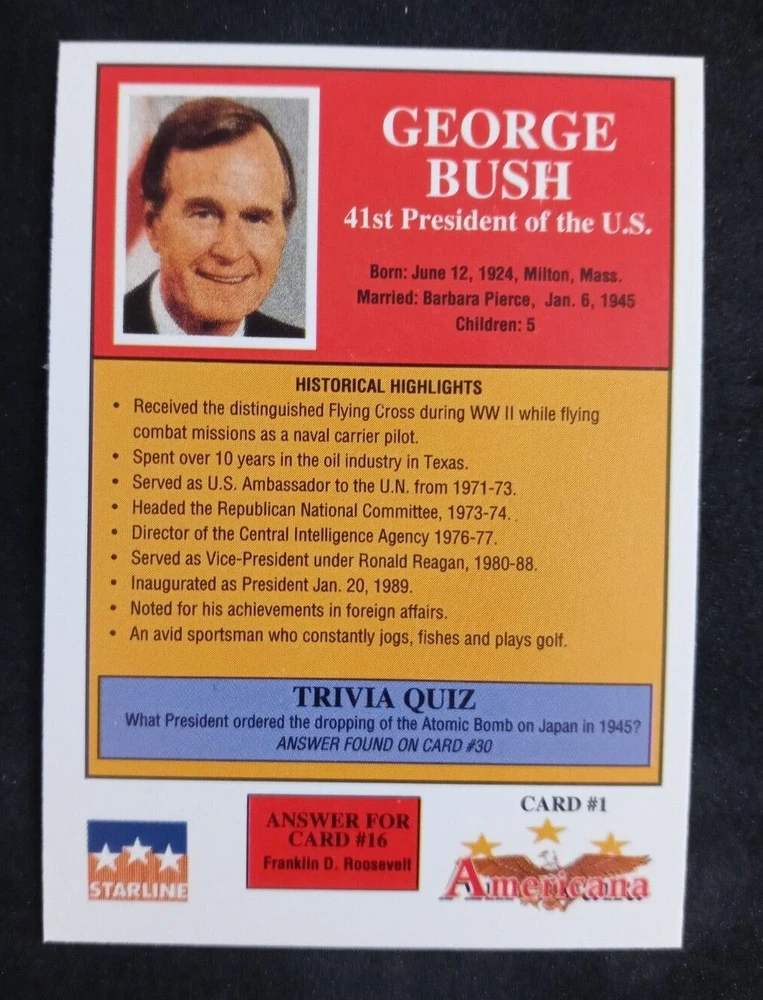 GEORGE
BUSH
41st President of the U.S.
Born: June 12, 1924, Milton, Mass.
Married: Barbara Pierce, Jan. 6, 1945
Children: 5
HISTORICAL HIGHLIGHTS
• Received the distinguished Flying Cross during WW II while flying
combat missions as a naval carrier pilot.
• Spent over 10 years in the oil industry in Texas.
• Served as U.S. Ambassador to the U.N. from 1971-73.
• Headed the Republican National Committee, 1973-74.
• Director of the Central Intelligence Agency 1976-77.
• Served as Vice-President under Ronald Reagan, 1980-88.
• Inaugurated as President Jan. 20, 1989.
• Noted for his achievements in foreign affairs.
• An avid sportsman who constantly jogs, fishes and plays golf.
TRIVIA QUIZ
What President ordered the dropping of the Atomic Bomb on Japan in 1945?
ANSWER FOUND ON CARD #30
STARLINE
ANSWER FOR
CARD #16
Franklin D. Roosevelt
CARD #1
Americana